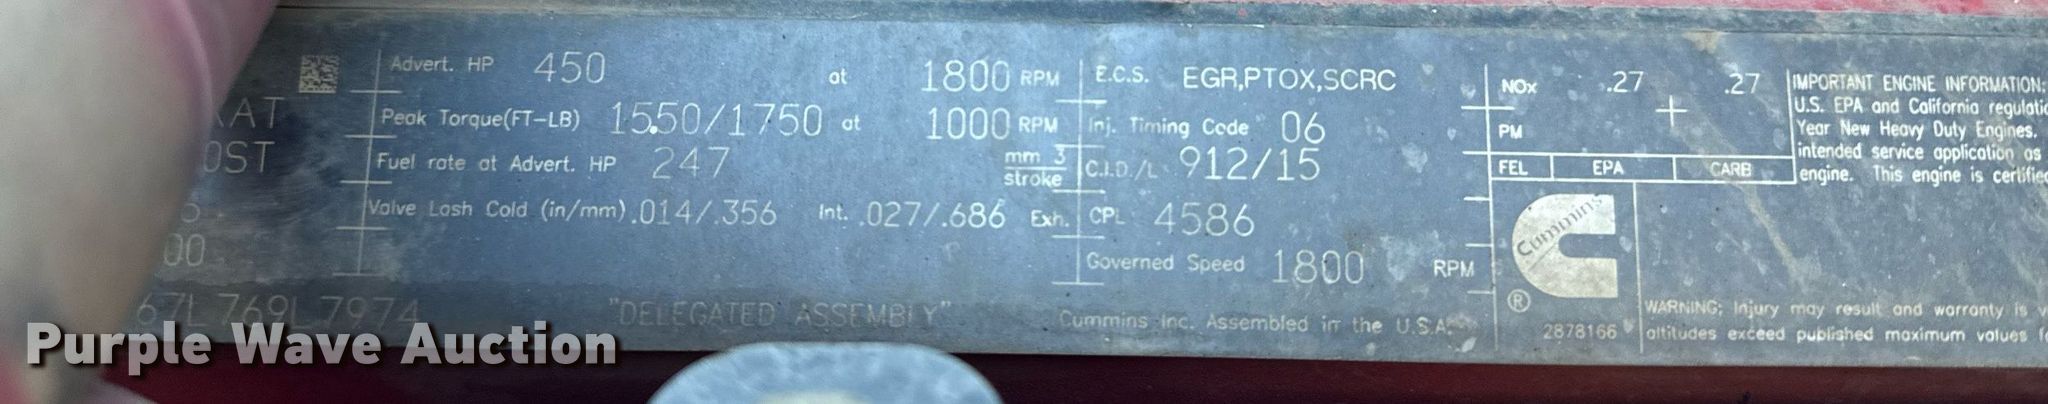 Advert. HP 450 at 1800 RPM
Peak Torque(FT-LB) 1550/1750 at 1000 RPM
Fuel rate at Advert. HP 247 mm 3 stroke
Valve Lash Cold (in/mm) .014/.356 Int. .027/.686 Exh.
67L769L7974
"DELEGATED ASSEMBLY"
E.C.S. EGR,PTOX,SCRC
Inj. Timing Code 06
C.I.D./L 912/15
CPL 4586
Governed Speed 1800 RPM
Cummins Inc. Assembled in the U.S.A.
NOx .27 .27
PM
FEL EPA CARB
Cummins
®
2878166
IMPORTANT ENGINE INFORMATION:
U.S. EPA and California
Year New Heavy Duty Engines.
intended service application as
engine. This engine is
WARNING: Injury may result and warranty is
altitudes exceed published maximum values
Purple Wave Auction